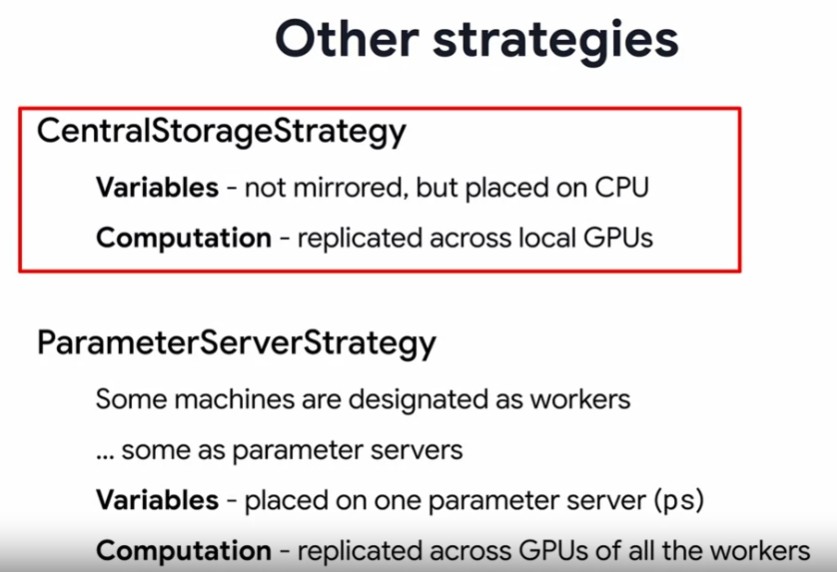 Other strategies
CentralStorageStrategy
Variables - not mirrored, but placed on CPU
Computation - replicated across local GPUs
ParameterServerStrategy
Some machines are designated as workers
... some as parameter servers
Variables - placed on one parameter server (ps)
Computation - replicated across GPUs of all the workers